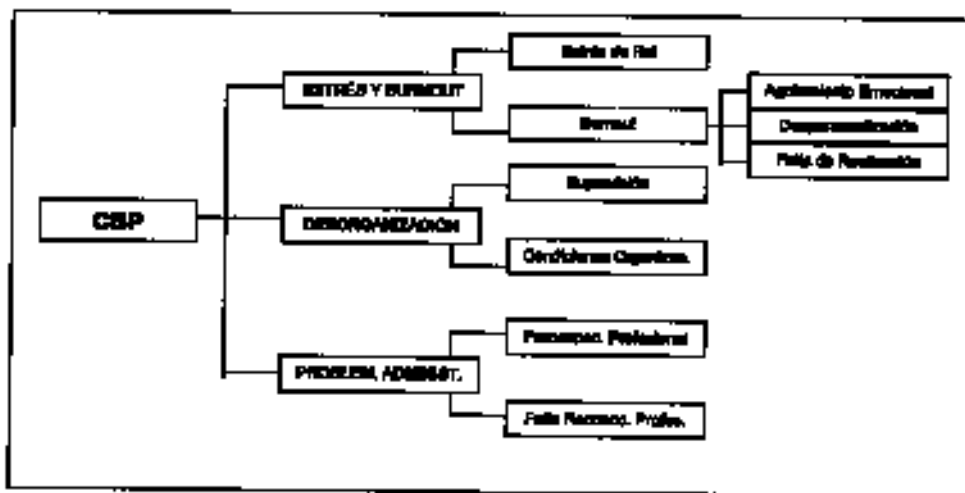 Estrés de Rol
ESTRÉS Y BURNOUT
Agotamiento Emocional
Burnout
Despersonalización
Falta de Realización
Supervisión
CBP
DESORGANIZACIÓN
Condiciones Organizac.
Preocupac. Profesional
PROBLEM. ADMINIST.
Falta Reconoc. Profes.